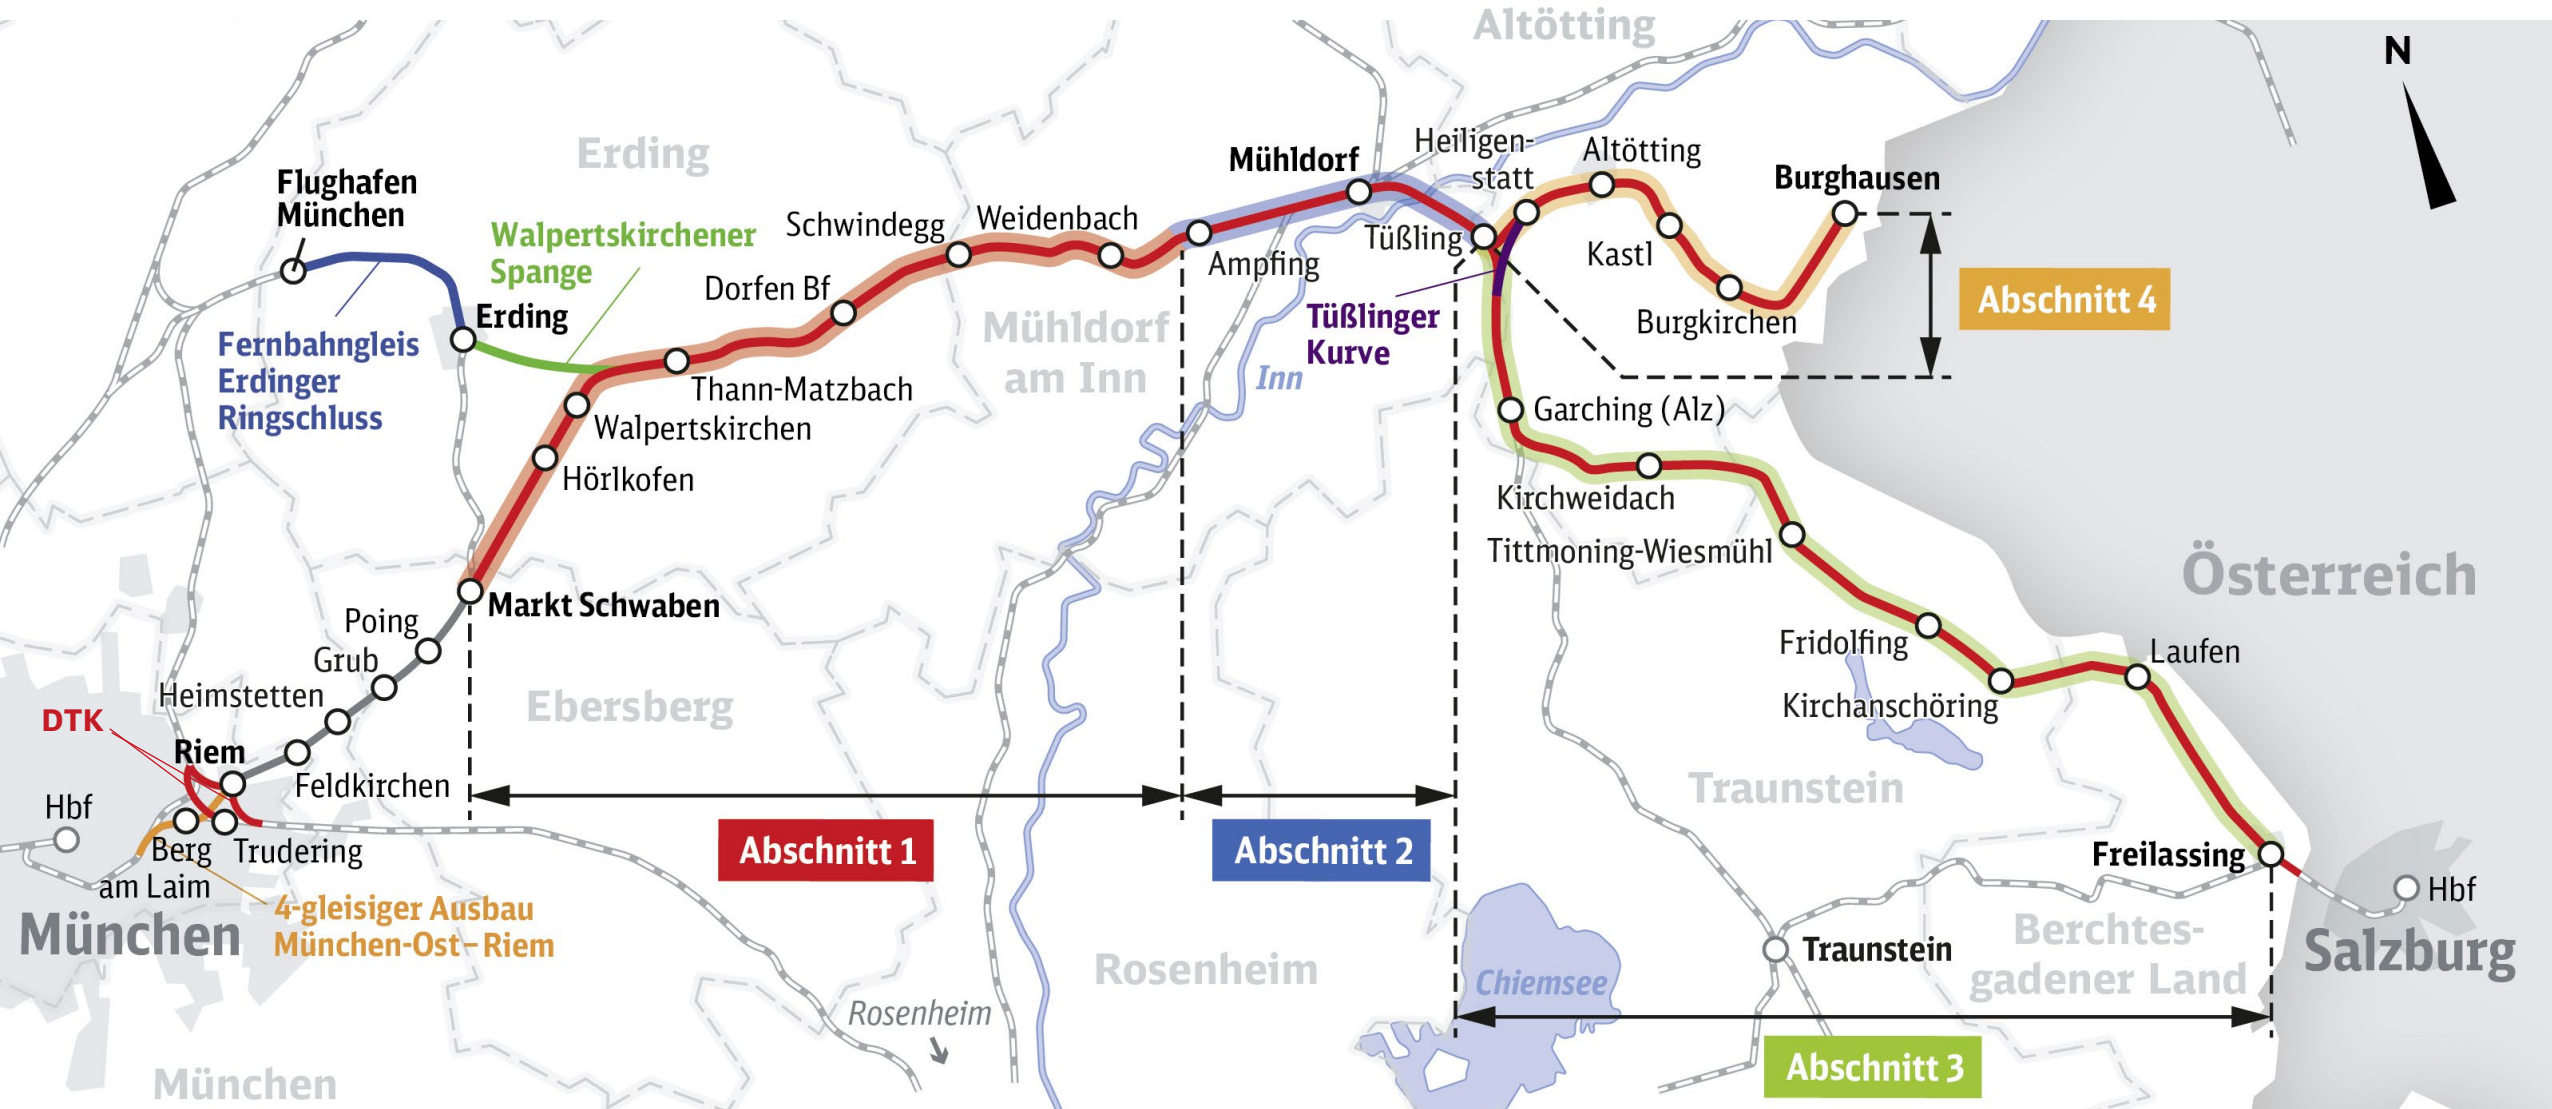 Altötting
N
Erding
Flughafen
München
Walpertskirchener
Spange
Erding
Fernbahngleis
Erdinger
Ringschluss
Schwindegg
Weidenbach
Dorfen Bf
Thann-Matzbach
Walpertskirchen
Hörlkofen
Mühldorf
am Inn
Mühldorf
Ampfing
Tüßling
Heiligen-
statt
Altötting
Kastl
Burgkirchen
Burghausen
Abschnitt 4
Tüßlinger
Kurve
Inn
Garching (Alz)
Kirchweidach
Tittmoning-Wiesmühl
Österreich
Fridolfing
Kirchanschöring
Laufen
Markt Schwaben
Poing
Grub
Heimstetten
DTK
Riem
Feldkirchen
Ebersberg
Hbf
Berg
am Laim
Trudering
München
4-gleisiger Ausbau
München-Ost–Riem
Abschnitt 1
Abschnitt 2
Traunstein
Freilassing
Hbf
Salzburg
Traunstein
Berchtes-
gadener Land
Rosenheim
Chiemsee
Rosenheim
Abschnitt 3
München